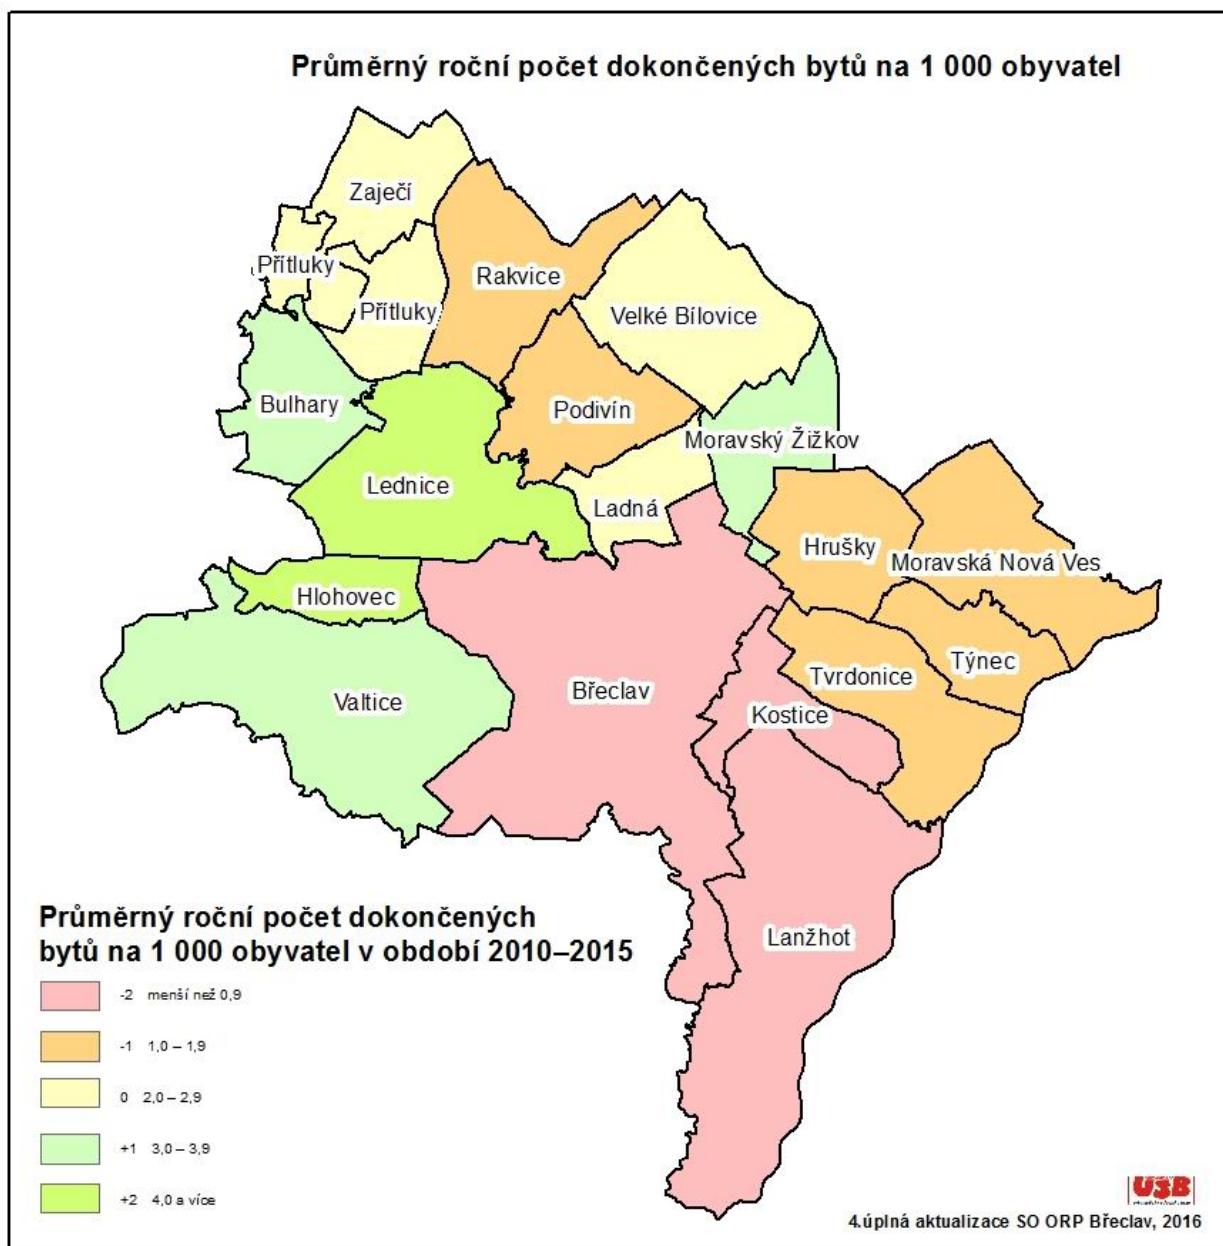 Průměrný roční počet dokončených bytů na 1 000 obyvatel
Zaječí
Přítluky
Rakvice
Přítluky
Velké Bílovice
Bulhary
Podivín
Moravský Žižkov
Lednice
Ladná
Hrušky
Moravská Nová Ves
Hlohovec
Týnec
Tvrdonice
Břeclav
Valtice
Kostice
Lanžhot
Průměrný roční počet dokončených
bytů na 1 000 obyvatel v období 2010–2015
-2 menší než 0,9
-1 1,0 – 1,9
0 2,0 – 2,9
+1 3,0 – 3,9
+2 4,0 a více
USB
4.úplná aktualizace SO ORP Břeclav, 2016